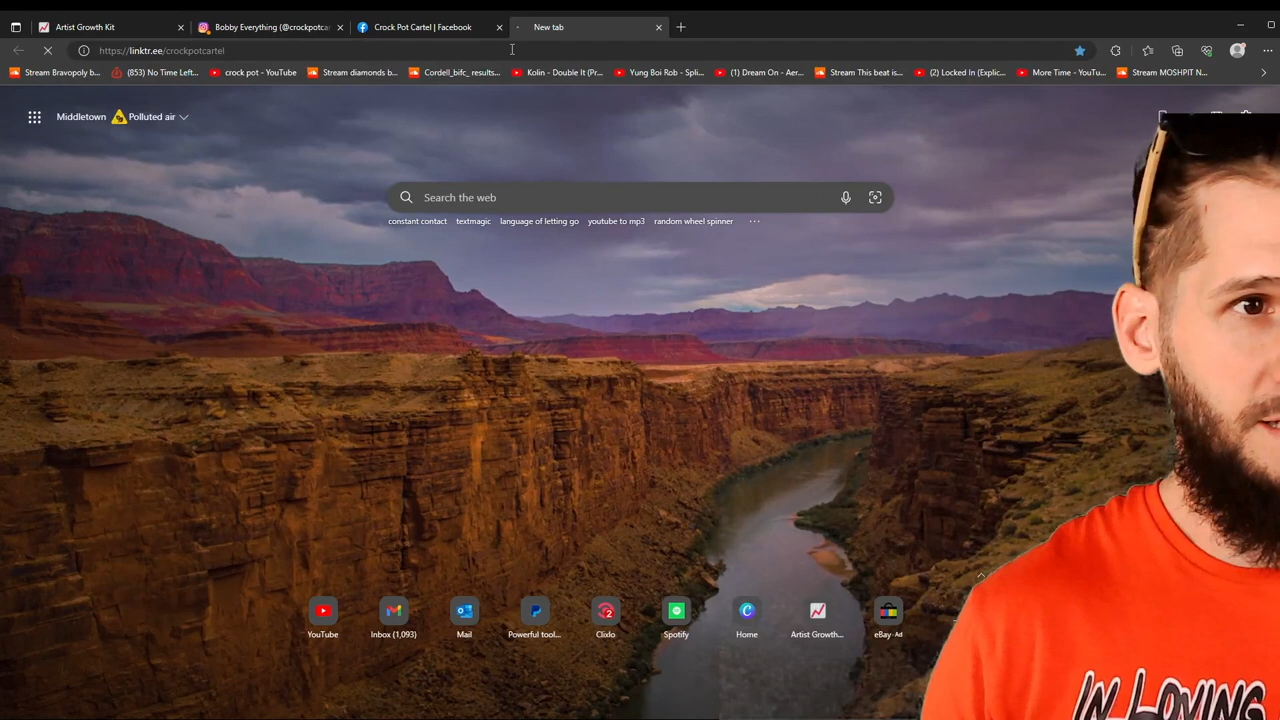 Artist Growth Kit
Bobby Everything (@crockpotcar
Crock Pot Cartel | Facebook
New tab
https://linktr.ee/crockpotcartel
Stream Bravopoly b...
(853) No Time Left...
crock pot - YouTube
Stream diamonds b...
Cordell_bifc_results...
Kolin - Double It (Pr...
Yung Boi Rob - Spli...
(1) Dream On - Aer...
Stream This beat is...
(2) Locked In (Explic...
More Time - YouTu...
Stream MOSHPIT N...
Middletown
Polluted air
Search the web
constant contact
textmagic
language of letting go
youtube to mp3
random wheel spinner
...
YouTube
Inbox (1,093)
Mail
Powerful tool...
2
Clixlo
Spotify
Home
Artist Growth...
eBay Ad
IN LOVING